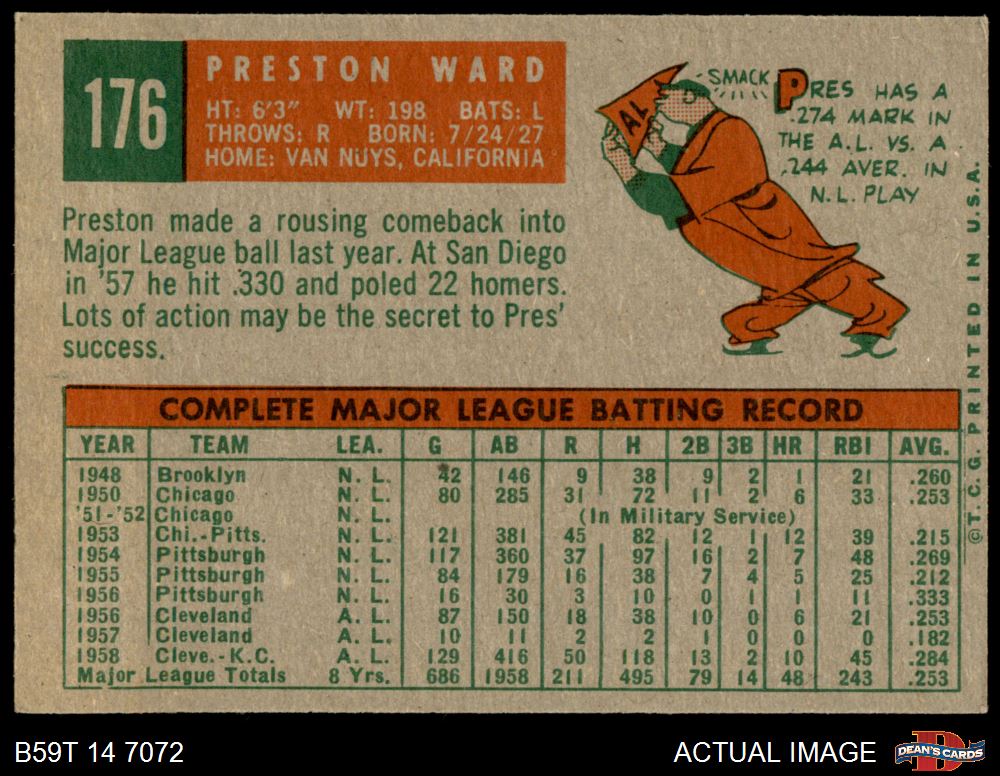 176
PRESTON WARD
HT: 6'3" WT: 198 BATS: L
THROWS: R BORN: 7/24/27
HOME: VAN NUYS, CALIFORNIA
AL
SMACK
PRES HAS A
.274 MARK IN
THE A.L. VS. A
.244 AVER. IN
N.L. PLAY
Preston made a rousing comeback into
Major League ball last year. At San Diego
in '57 he hit .330 and poled 22 homers.
Lots of action may be the secret to Pres'
success.
COMPLETE MAJOR LEAGUE BATTING RECORD
YEAR TEAM LEA. G AB R H 2B 3B HR RBI AVG.
1948 Brooklyn N. L. 42 146 9 38 9 2 1 21 .260
1950 Chicago N. L. 80 285 31 72 11 2 6 33 .253
'51-'52 Chicago N. L. (In Military Service)
1953 Chi.-Pitts. N. L. 121 381 45 82 12 1 12 39 .215
1954 Pittsburgh N. L. 117 360 37 97 16 2 7 48 .269
1955 Pittsburgh N. L. 84 179 16 38 7 4 5 25 .212
1956 Pittsburgh N. L. 16 30 3 10 0 1 1 11 .333
1956 Cleveland A. L. 87 150 18 38 10 0 6 21 .253
1957 Cleveland A. L. 10 11 2 2 1 0 0 0 .182
1958 Cleve.-K.C. A. L. 129 416 50 118 13 2 10 45 .284
Major League Totals 8 Yrs. 686 1958 211 495 79 14 48 243 .253
©T.C.G. PRINTED IN U.S.A.
B59T 14 7072
ACTUAL IMAGE
DEAN'S CARDS